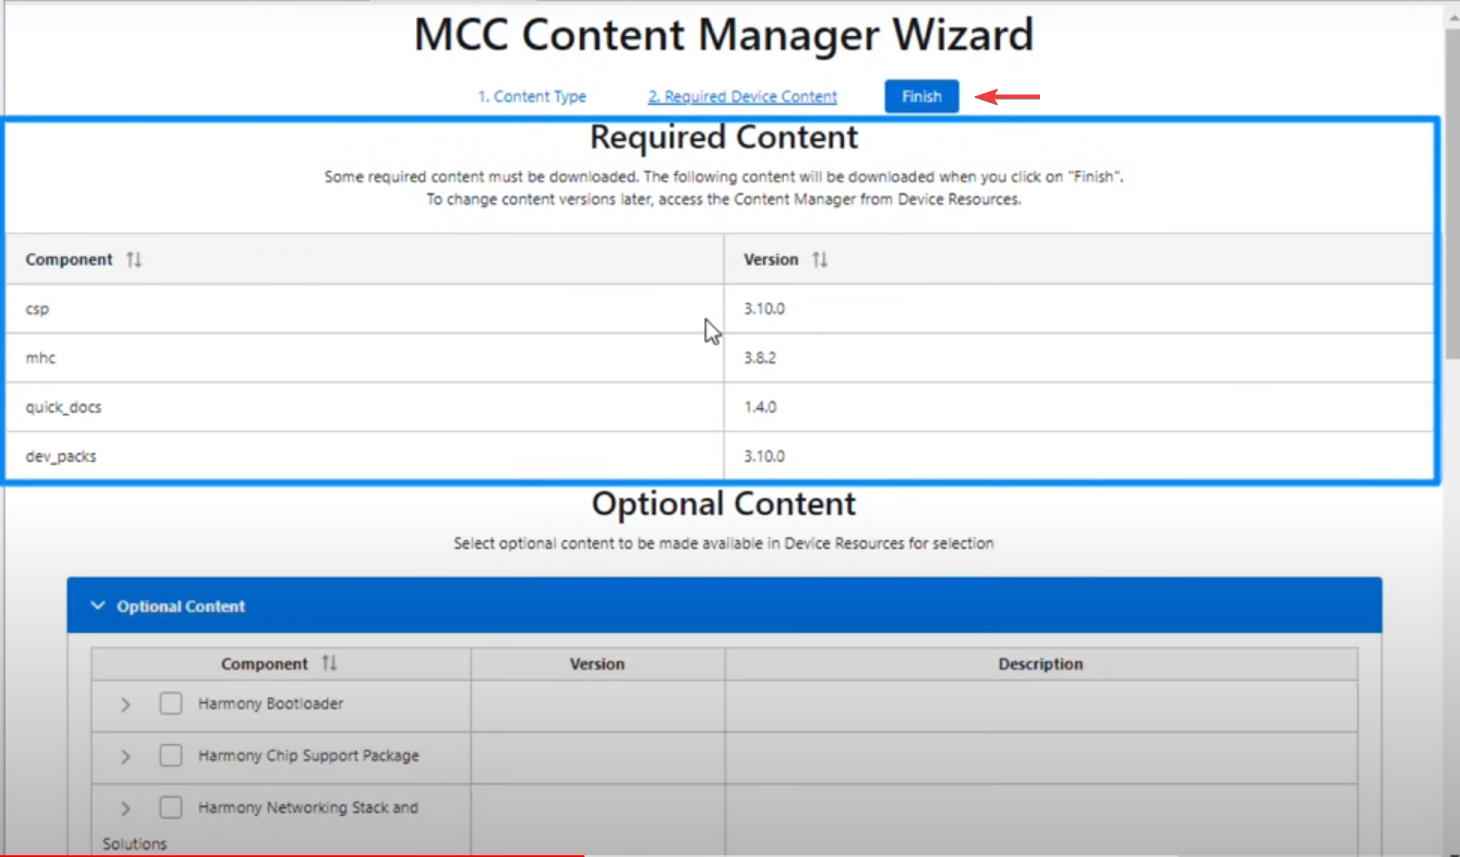 MCC Content Manager Wizard
1. Content Type 2. Required Device Content Finish
Required Content
Some required content must be downloaded. The following content will be downloaded when you click on "Finish".
To change content versions later, access the Content Manager from Device Resources.
Component Version
csp 3.10.0
mhc 3.8.2
quick_docs 1.4.0
dev_packs 3.10.0
Optional Content
Select optional content to be made available in Device Resources for selection
Optional Content
Component Version Description
Harmony Bootloader
Harmony Chip Support Package
Harmony Networking Stack and
Solutions